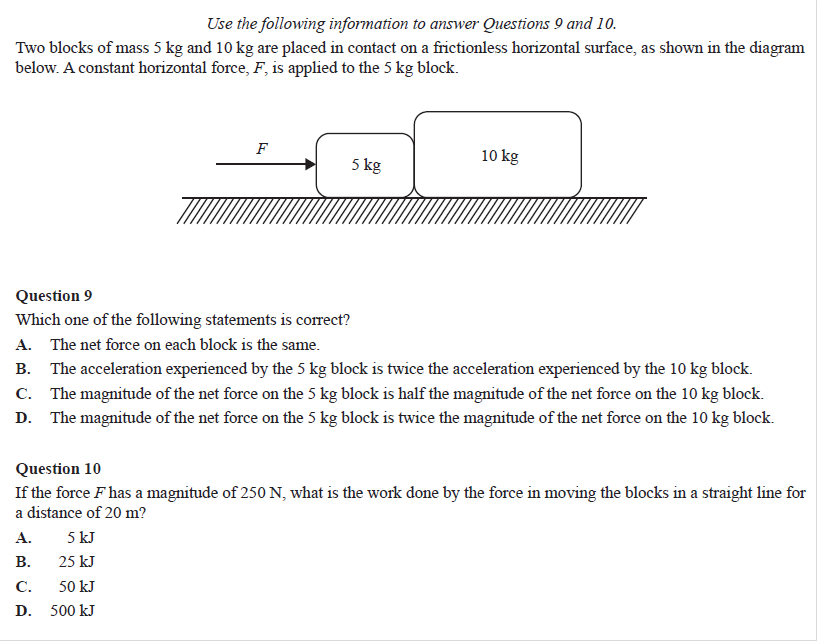 Use the following information to answer Questions 9 and 10.
Two blocks of mass 5 kg and 10 kg are placed in contact on a frictionless horizontal surface, as shown in the diagram
below. A constant horizontal force, F, is applied to the 5 kg block.
F
5 kg
10 kg
Question 9
Which one of the following statements is correct?
A. The net force on each block is the same.
B. The acceleration experienced by the 5 kg block is twice the acceleration experienced by the 10 kg block.
C. The magnitude of the net force on the 5 kg block is half the magnitude of the net force on the 10 kg block.
D. The magnitude of the net force on the 5 kg block is twice the magnitude of the net force on the 10 kg block.
Question 10
If the force F has a magnitude of 250 N, what is the work done by the force in moving the blocks in a straight line for
a distance of 20 m?
A. 5 kJ
B. 25 kJ
C. 50 kJ
D. 500 kJ